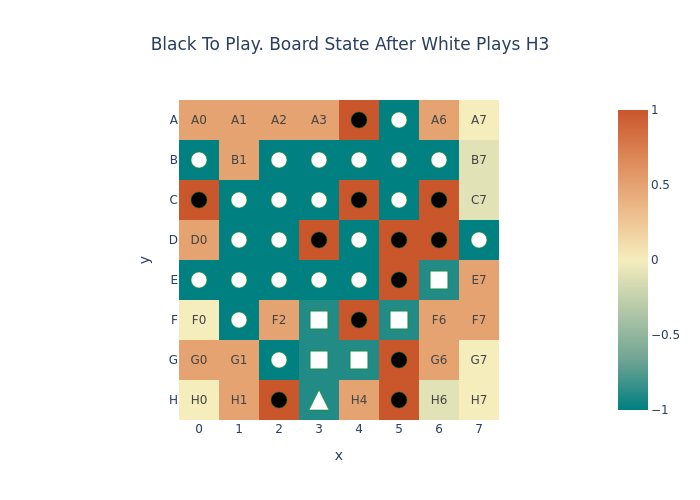 Black To Play. Board State After White Plays H3
A A0 A1 A2 A3 A6 A7 1
B B1 B7
C C7 0.5
D D0
y
E E7 0
F F0 F2 F6 F7 −0.5
G G0 G1 G6 G7
H H0 H1 H4 H6 H7 −1
0 1 2 3 4 5 6 7
x